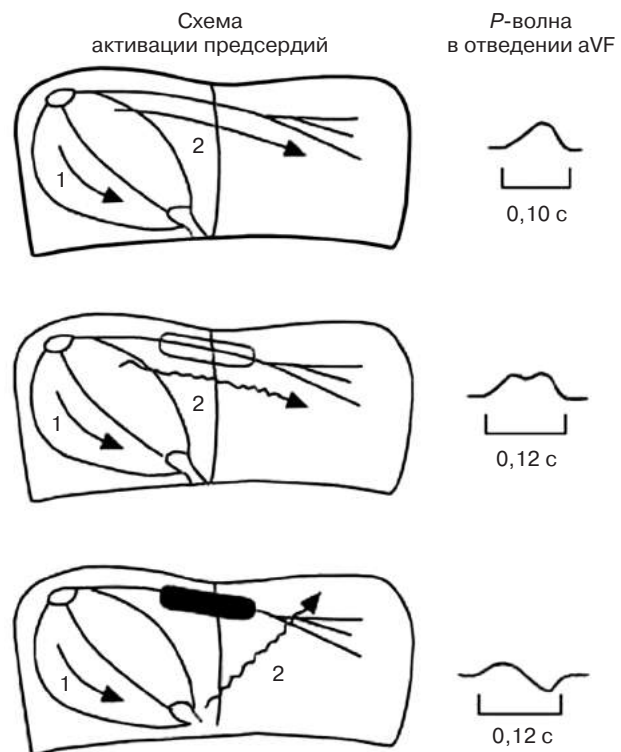 Схема
активации предсердий
P-волна
в отведении aVF
1
2
0,10 с
1
2
0,12 с
1
2
0,12 с